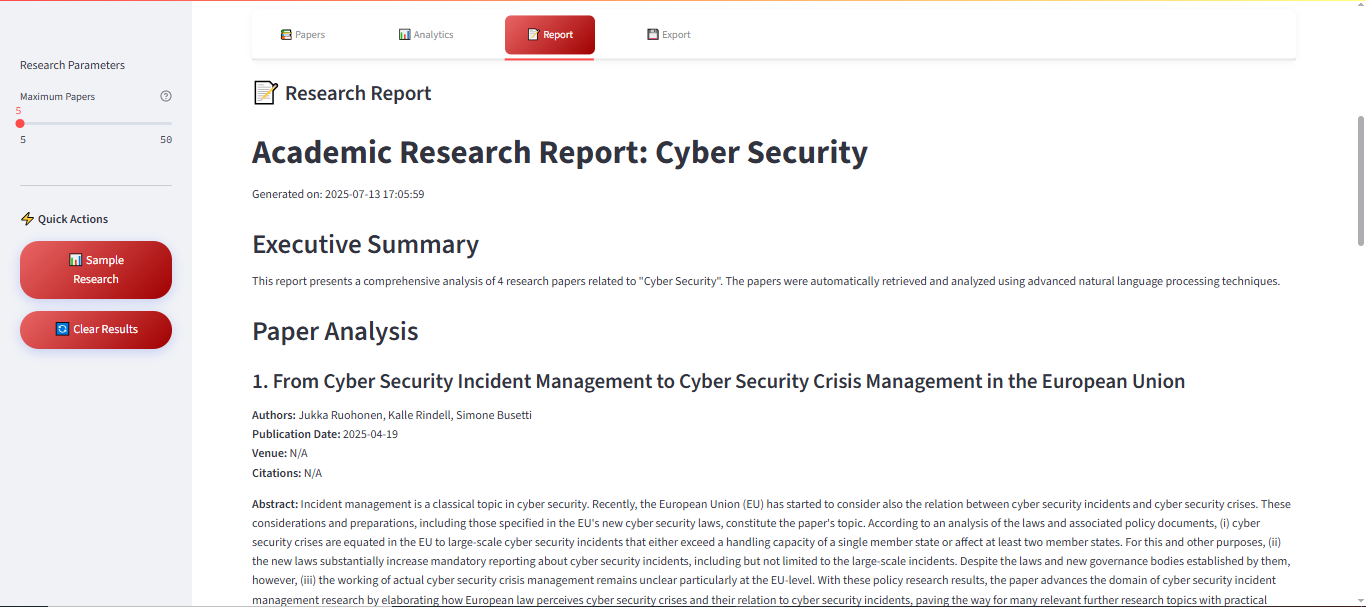 Papers
Analytics
Report
Export
Research Parameters
Maximum Papers
5
5 50
Quick Actions
Sample
Research
Clear Results
Research Report
Academic Research Report: Cyber Security
Generated on: 2025-07-13 17:05:59
Executive Summary
This report presents a comprehensive analysis of 4 research papers related to "Cyber Security". The papers were automatically retrieved and analyzed using advanced natural language processing techniques.
Paper Analysis
1. From Cyber Security Incident Management to Cyber Security Crisis Management in the European Union
Authors: Jukka Ruohonen, Kalle Rindell, Simone Busetti
Publication Date: 2025-04-19
Venue: N/A
Citations: N/A
Abstract: Incident management is a classical topic in cyber security. Recently, the European Union (EU) has started to consider also the relation between cyber security incidents and cyber security crises. These
considerations and preparations, including those specified in the EU's new cyber security laws, constitute the paper's topic. According to an analysis of the laws and associated policy documents, (i) cyber
security crises are equated in the EU to large-scale cyber security incidents that either exceed a handling capacity of a single member state or affect at least two member states. For this and other purposes, (ii)
the new laws substantially increase mandatory reporting about cyber security incidents, including but not limited to the large-scale incidents. Despite the laws and new governance bodies established by them,
however, (iii) the working of actual cyber security crisis management remains unclear particularly at the EU-level. With these policy research results, the paper advances the domain of cyber security incident
management research by elaborating how European law perceives cyber security crises and their relation to cyber security incidents, paving the way for many relevant further research topics with practical